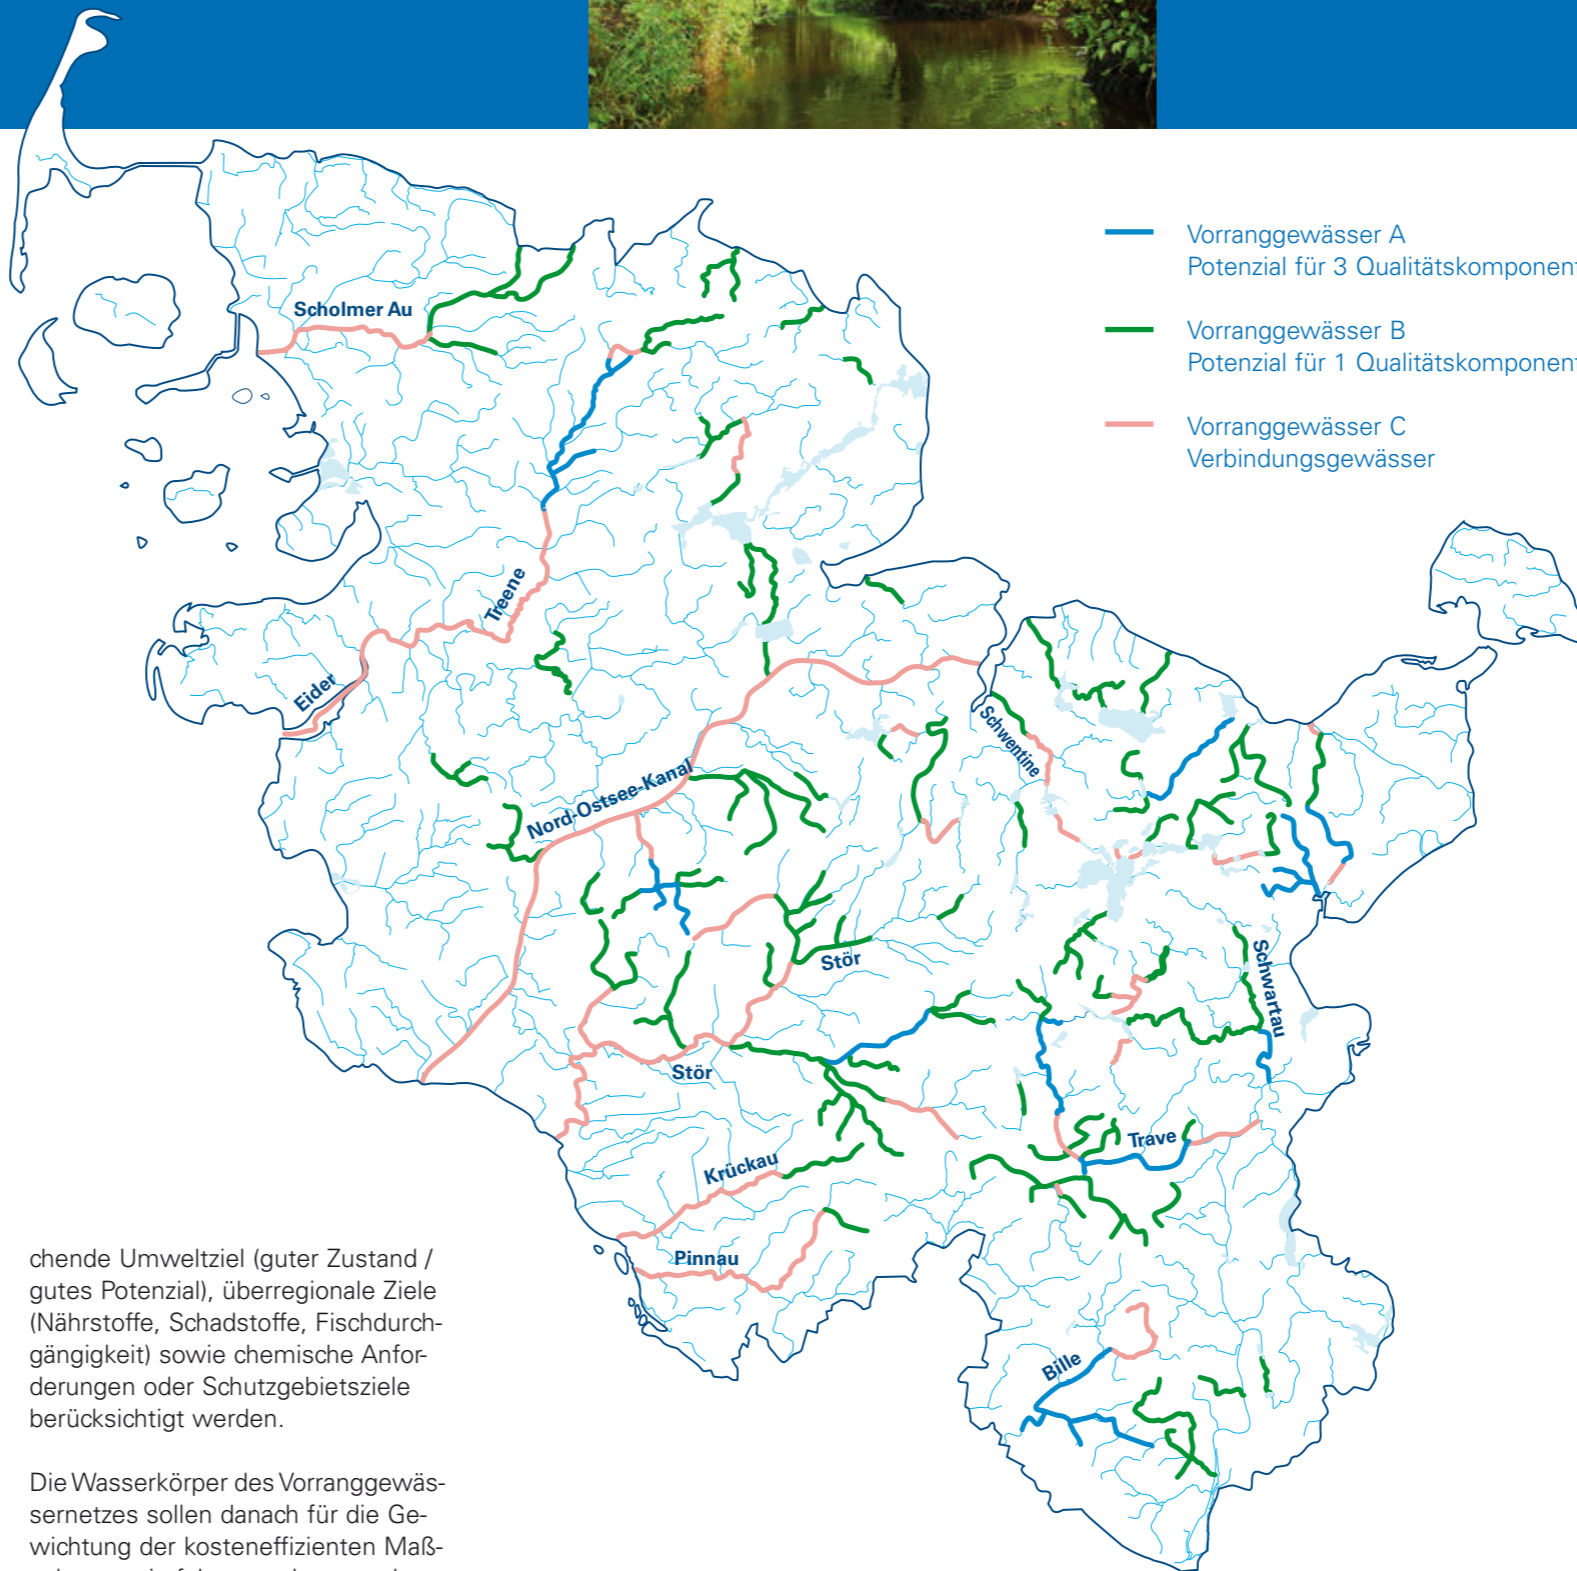 Vorranggewässer A
Potenzial für 3 Qualitätskomponent
Vorranggewässer B
Potenzial für 1 Qualitätskomponent
Vorranggewässer C
Verbindungsgewässer
Scholmer Au
Treene
Eider
Schwentine
Nord-Ostsee-Kanal
Stör
Schwartau
Stör
Trave
Krückau
Pinnau
Bille
chende Umweltziel (guter Zustand /
gutes Potenzial), überregionale Ziele
(Nährstoffe, Schadstoffe, Fischdurch-
gängigkeit) sowie chemische Anfor-
derungen oder Schutzgebietsziele
berücksichtigt werden.
Die Wasserkörper des Vorranggewäs-
sernetzes sollen danach für die Ge-
wichtung der kosteneffizienten Maß-